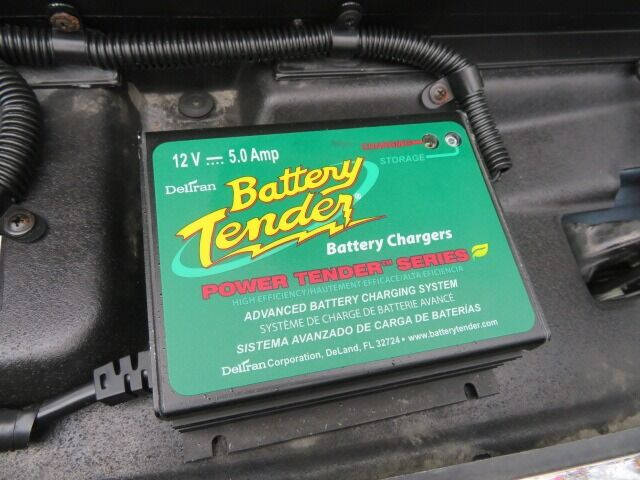 12 V 5.0 Amp
CHARGING
STORAGE
Deltran
Battery
Tender®
Battery Chargers
POWER TENDER™ SERIES
HIGH EFFICIENCY/HAUTEMENT EFFICACE/ALTA EFICIENCIA
ADVANCED BATTERY CHARGING SYSTEM
SYSTÈME DE CHARGE DE BATTERIE AVANCÉ
SISTEMA AVANZADO DE CARGA DE BATERÍAS
Deltran Corporation, DeLand, FL 32724 • www.batterytender.com